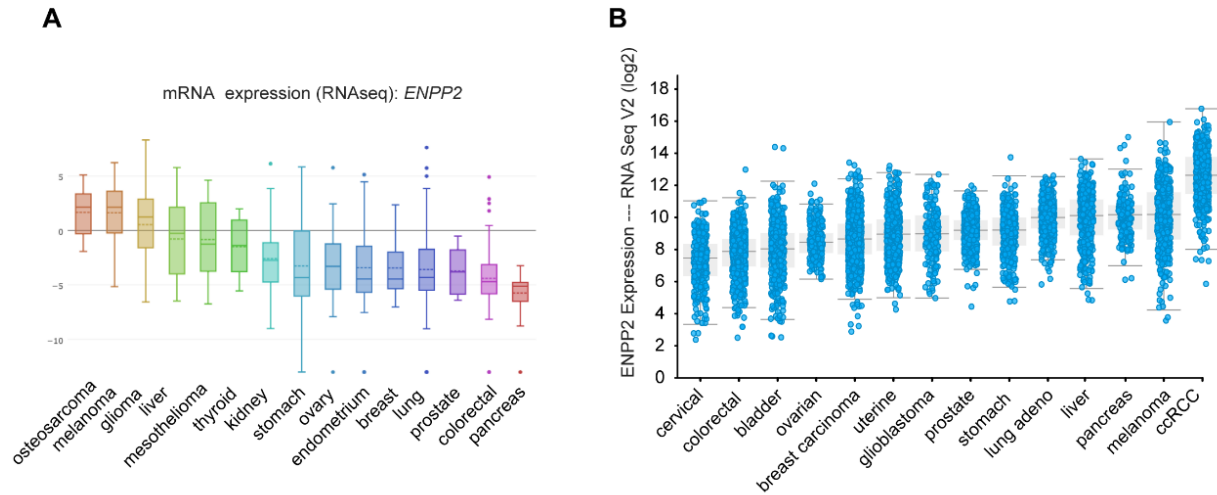 A
mRNA expression (RNAseq): ENPP2
5
0
−5
−10
osteosarcoma
melanoma
glioma
liver
mesothelioma
thyroid
kidney
stomach
ovary
endometrium
breast
lung
prostate
colorectal
pancreas
B
ENPP2 Expression --- RNA Seq V2 (log2)
18
16
14
12
10
8
6
4
2
0
cervical
colorectal
bladder
ovarian
breast carcinoma
uterine
glioblastoma
prostate
stomach
lung adeno
liver
pancreas
melanoma
ccRCC